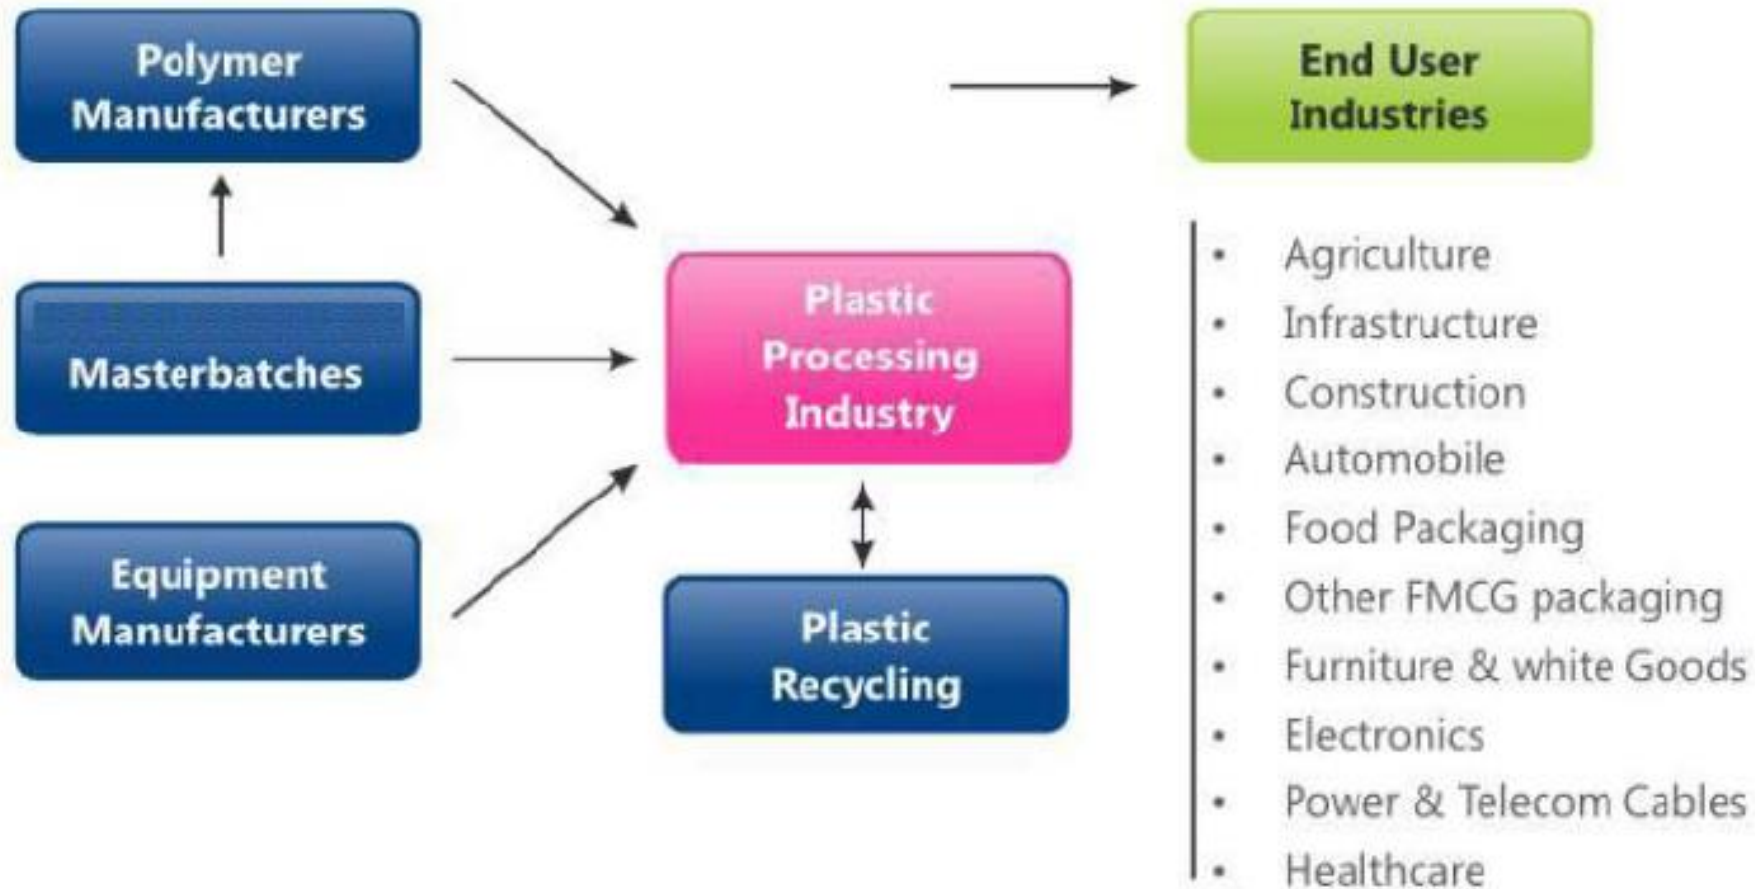 Polymer
Manufacturers
Masterbatches
Equipment
Manufacturers
Plastic
Processing
Industry
Plastic
Recycling
End User
Industries
• Agriculture
• Infrastructure
• Construction
• Automobile
• Food Packaging
• Other FMCG packaging
• Furniture & white Goods
• Electronics
• Power & Telecom Cables
• Healthcare